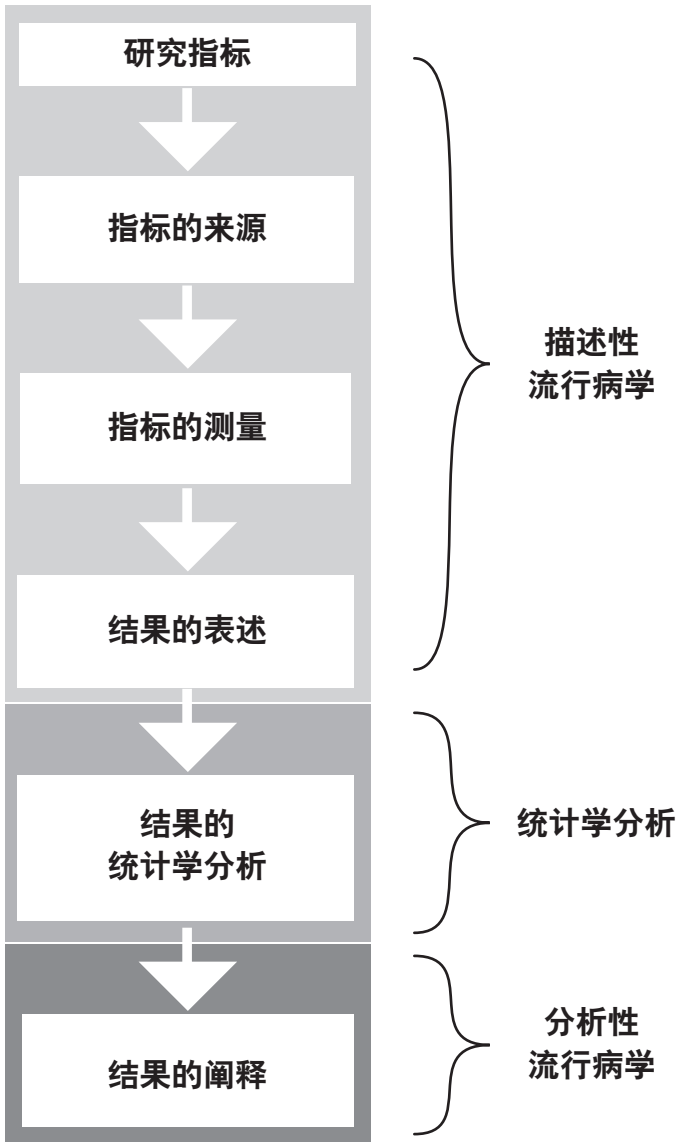 研究指标
指标的来源
指标的测量
结果的表述
描述性
流行病学
结果的
统计学分析
统计学分析
结果的阐释
分析性
流行病学